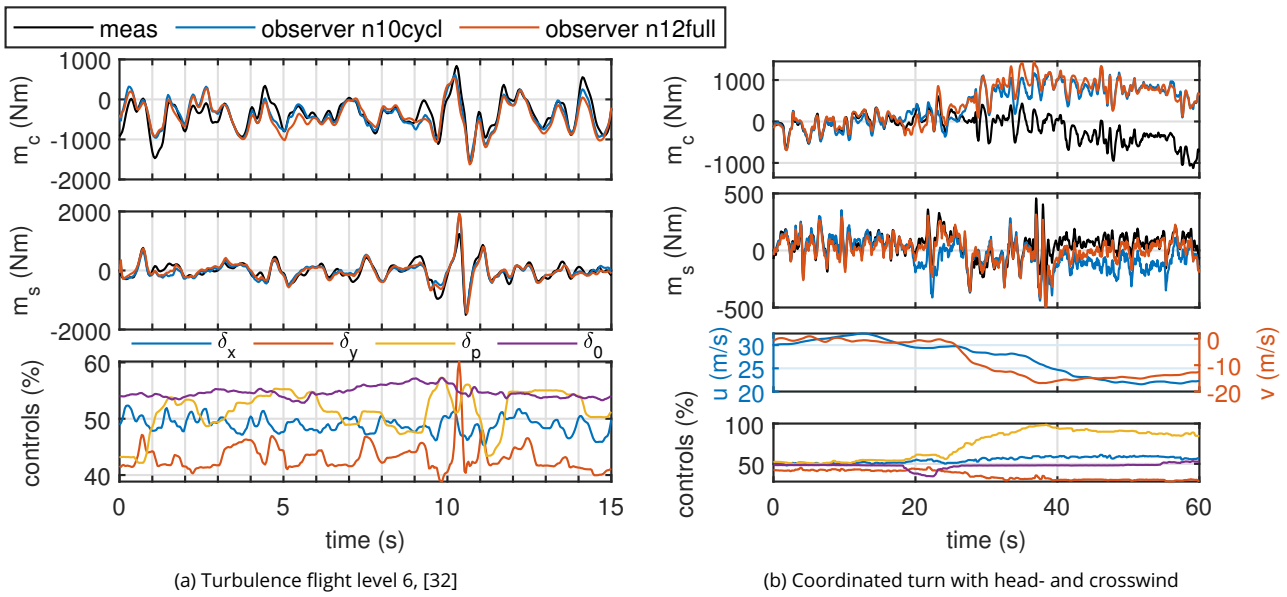 meas observer n10cycl observer n12full
1000
0
-1000
-2000
m_c (Nm)
2000
0
-2000
m_s (Nm)
δ_x δ_y δ_p δ_0
60
50
40
controls (%)
0 5 10 15
time (s)
(a) Turbulence flight level 6, [32]
1000
0
-1000
m_c (Nm)
500
0
-500
m_s (Nm)
30
25
20
u (m/s)
0
-10
-20
v (m/s)
100
50
controls (%)
0 20 40 60
time (s)
(b) Coordinated turn with head- and crosswind